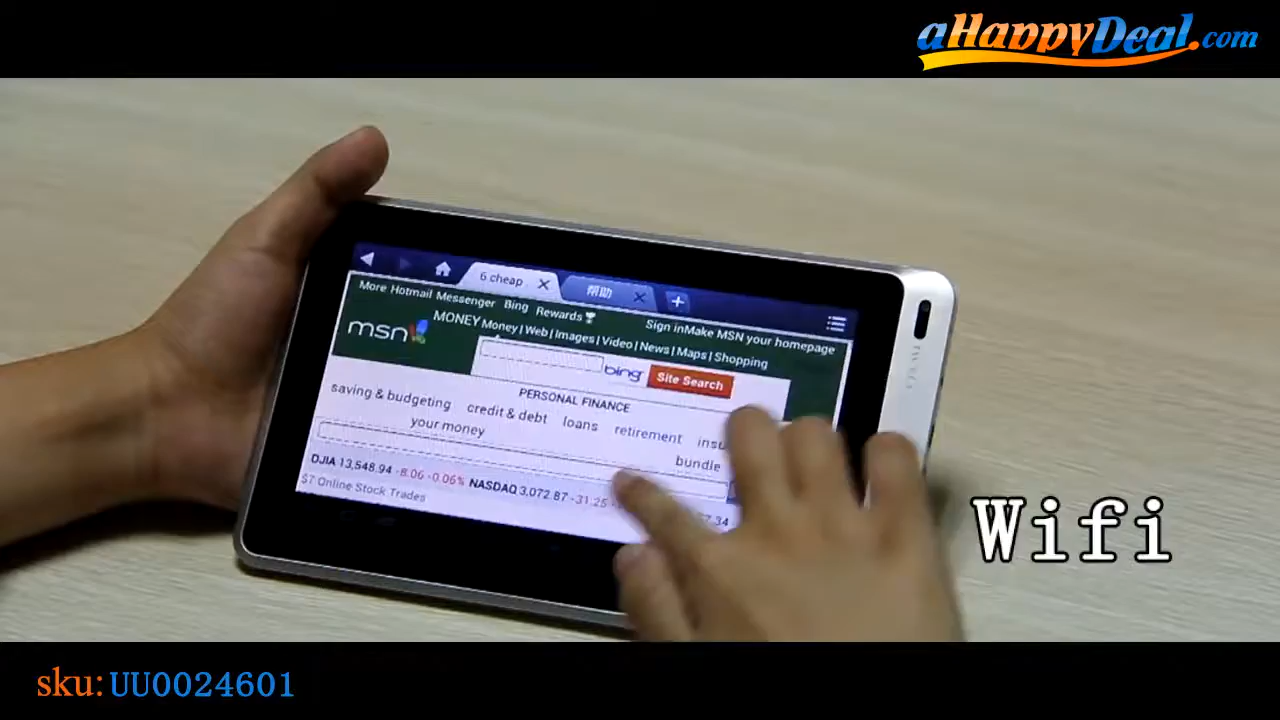 aHappyDeal.com
6 cheap
帮助
More Hotmail Messenger Bing Rewards
Sign in Make MSN your homepage
msn MONEY Money | Web | Images | Video | News | Maps | Shopping
bing Site Search
PERSONAL FINANCE
saving & budgeting credit & debt loans retirement
your money
bundle
DJIA 13,548.94 -8.06 -0.06% NASDAQ 3,072.87 -31.25
$7 Online Stock Trades
Wifi
sku: UU0024601